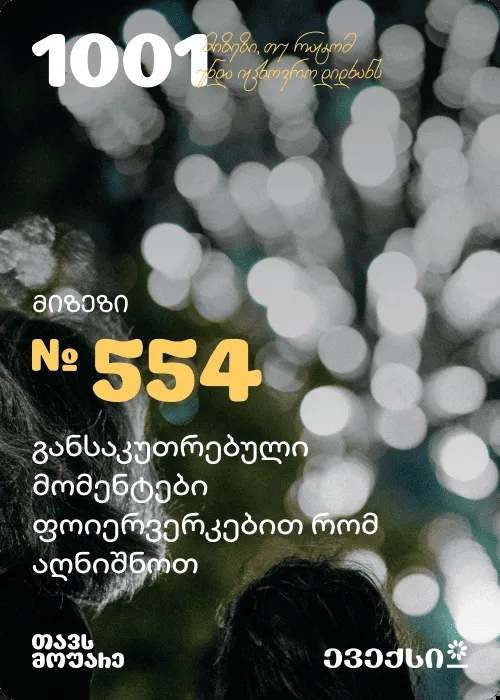 1001
მიზეზი, თუ რატომ
უნდა იცხოვრო დიდხანს
მიზეზი
№ 554
განსაკუთრებული
მომენტები
ფოიერვერკებით რომ
აღნიშნოთ
თავს
მოუარე
ევექსი